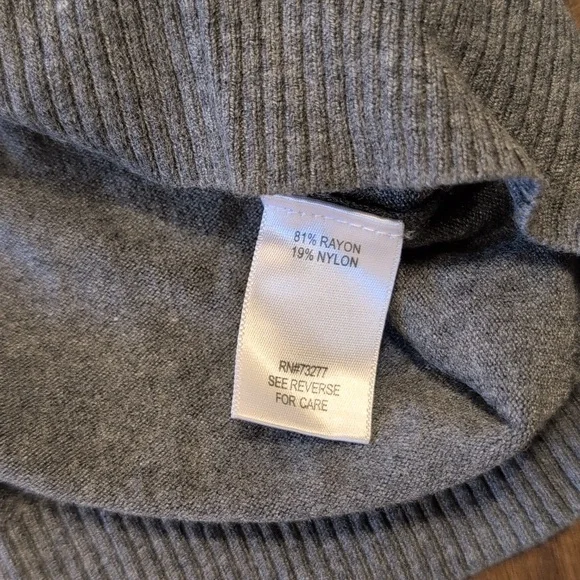 81% RAYON
19% NYLON
RN#73277
SEE REVERSE
FOR CARE